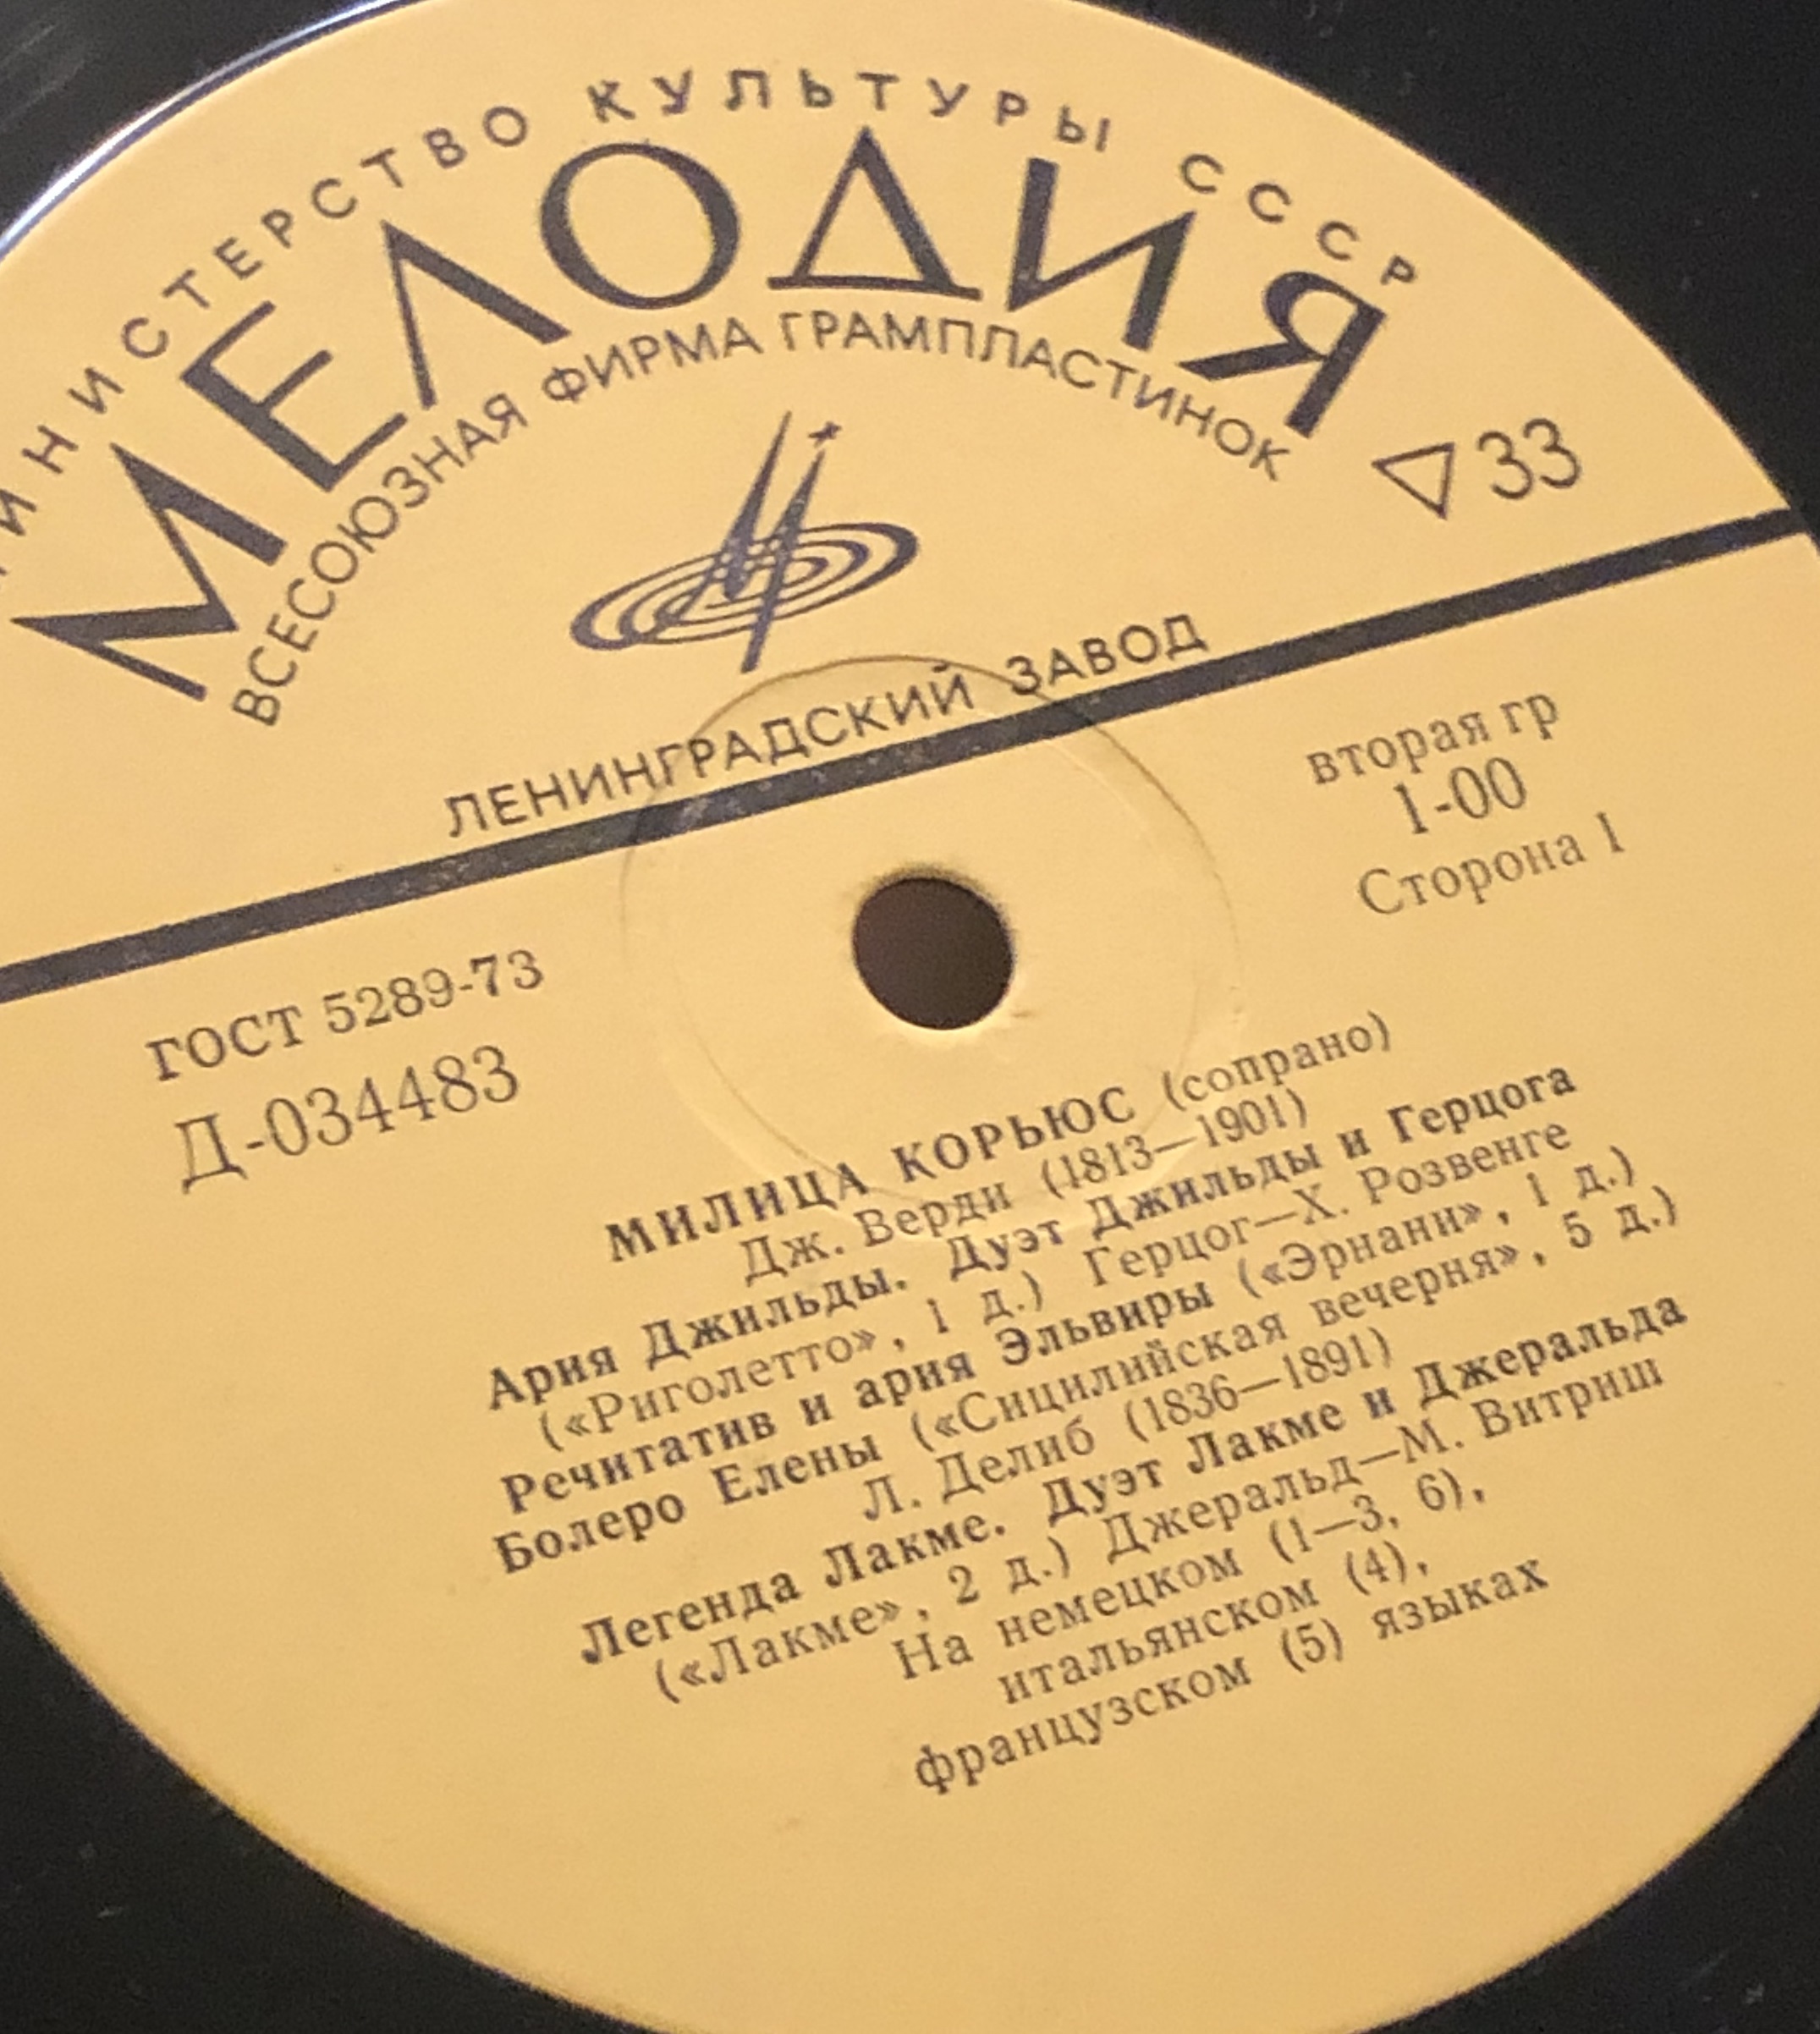 МИНИСТЕРСТВО КУЛЬТУРЫ СССР
МЕЛОДИЯ
ВСЕСОЮЗНАЯ ФИРМА ГРАМПЛАСТИНОК
33
ЛЕНИНГРАДСКИЙ ЗАВОД
вторая гр
1-00
Сторона 1
ГОСТ 5289-73
Д-034483
МИЛИЦА КОРЬЮС (сопрано)
Дж. Верди (1813—1901)
Ария Джильды. Дуэт Джильды и Герцога
(«Риголетто», 1 д.) Герцог—Х. Розвенге
Речитатив и ария Эльвиры («Эрнани», 1 д.)
Болеро Елены («Сицилийская вечерня», 5 д.)
Л. Делиб (1836—1891)
Легенда Лакме. Дуэт Лакме и Джеральда
(«Лакме», 2 д.) Джеральд—М. Витриш
На немецком (1—3, 6),
итальянском (4),
французском (5) языках